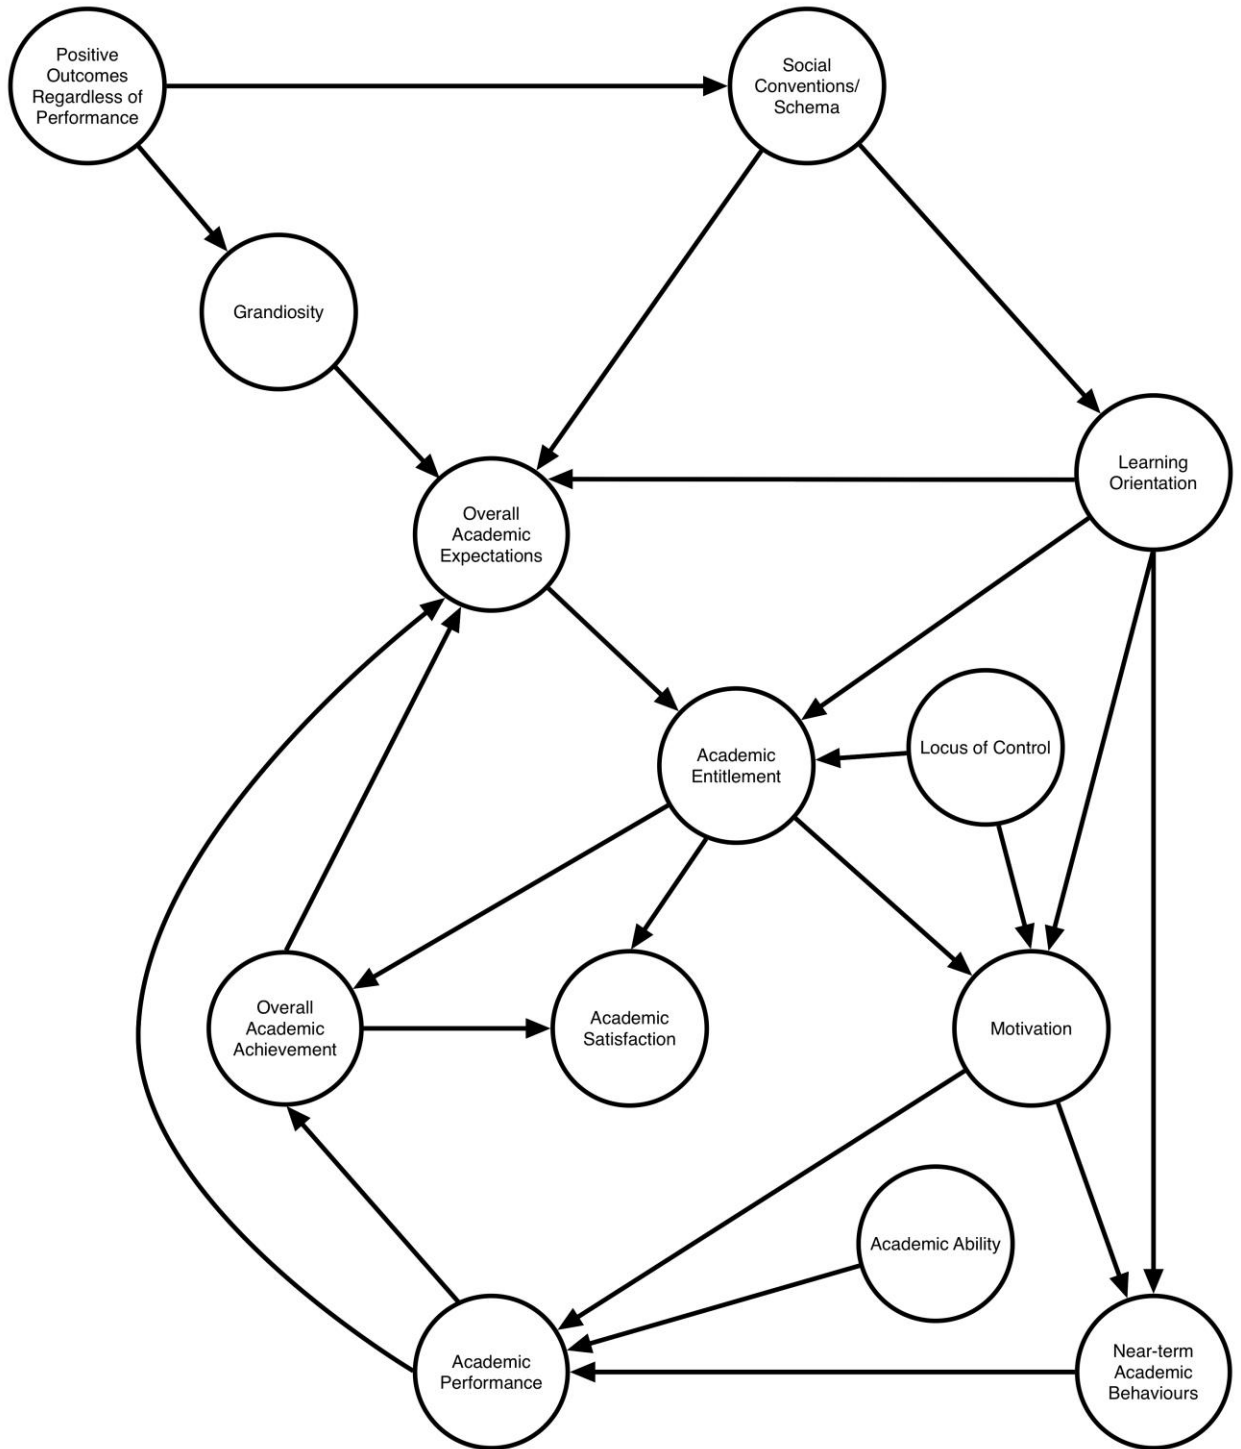 Positive
Outcomes
Regardless of
Performance
Social
Conventions/
Schema
Grandiosity
Learning
Orientation
Overall
Academic
Expectations
Academic
Entitlement
Locus of Control
Overall
Academic
Achievement
Academic
Satisfaction
Motivation
Academic Ability
Academic
Performance
Near-term
Academic
Behaviours